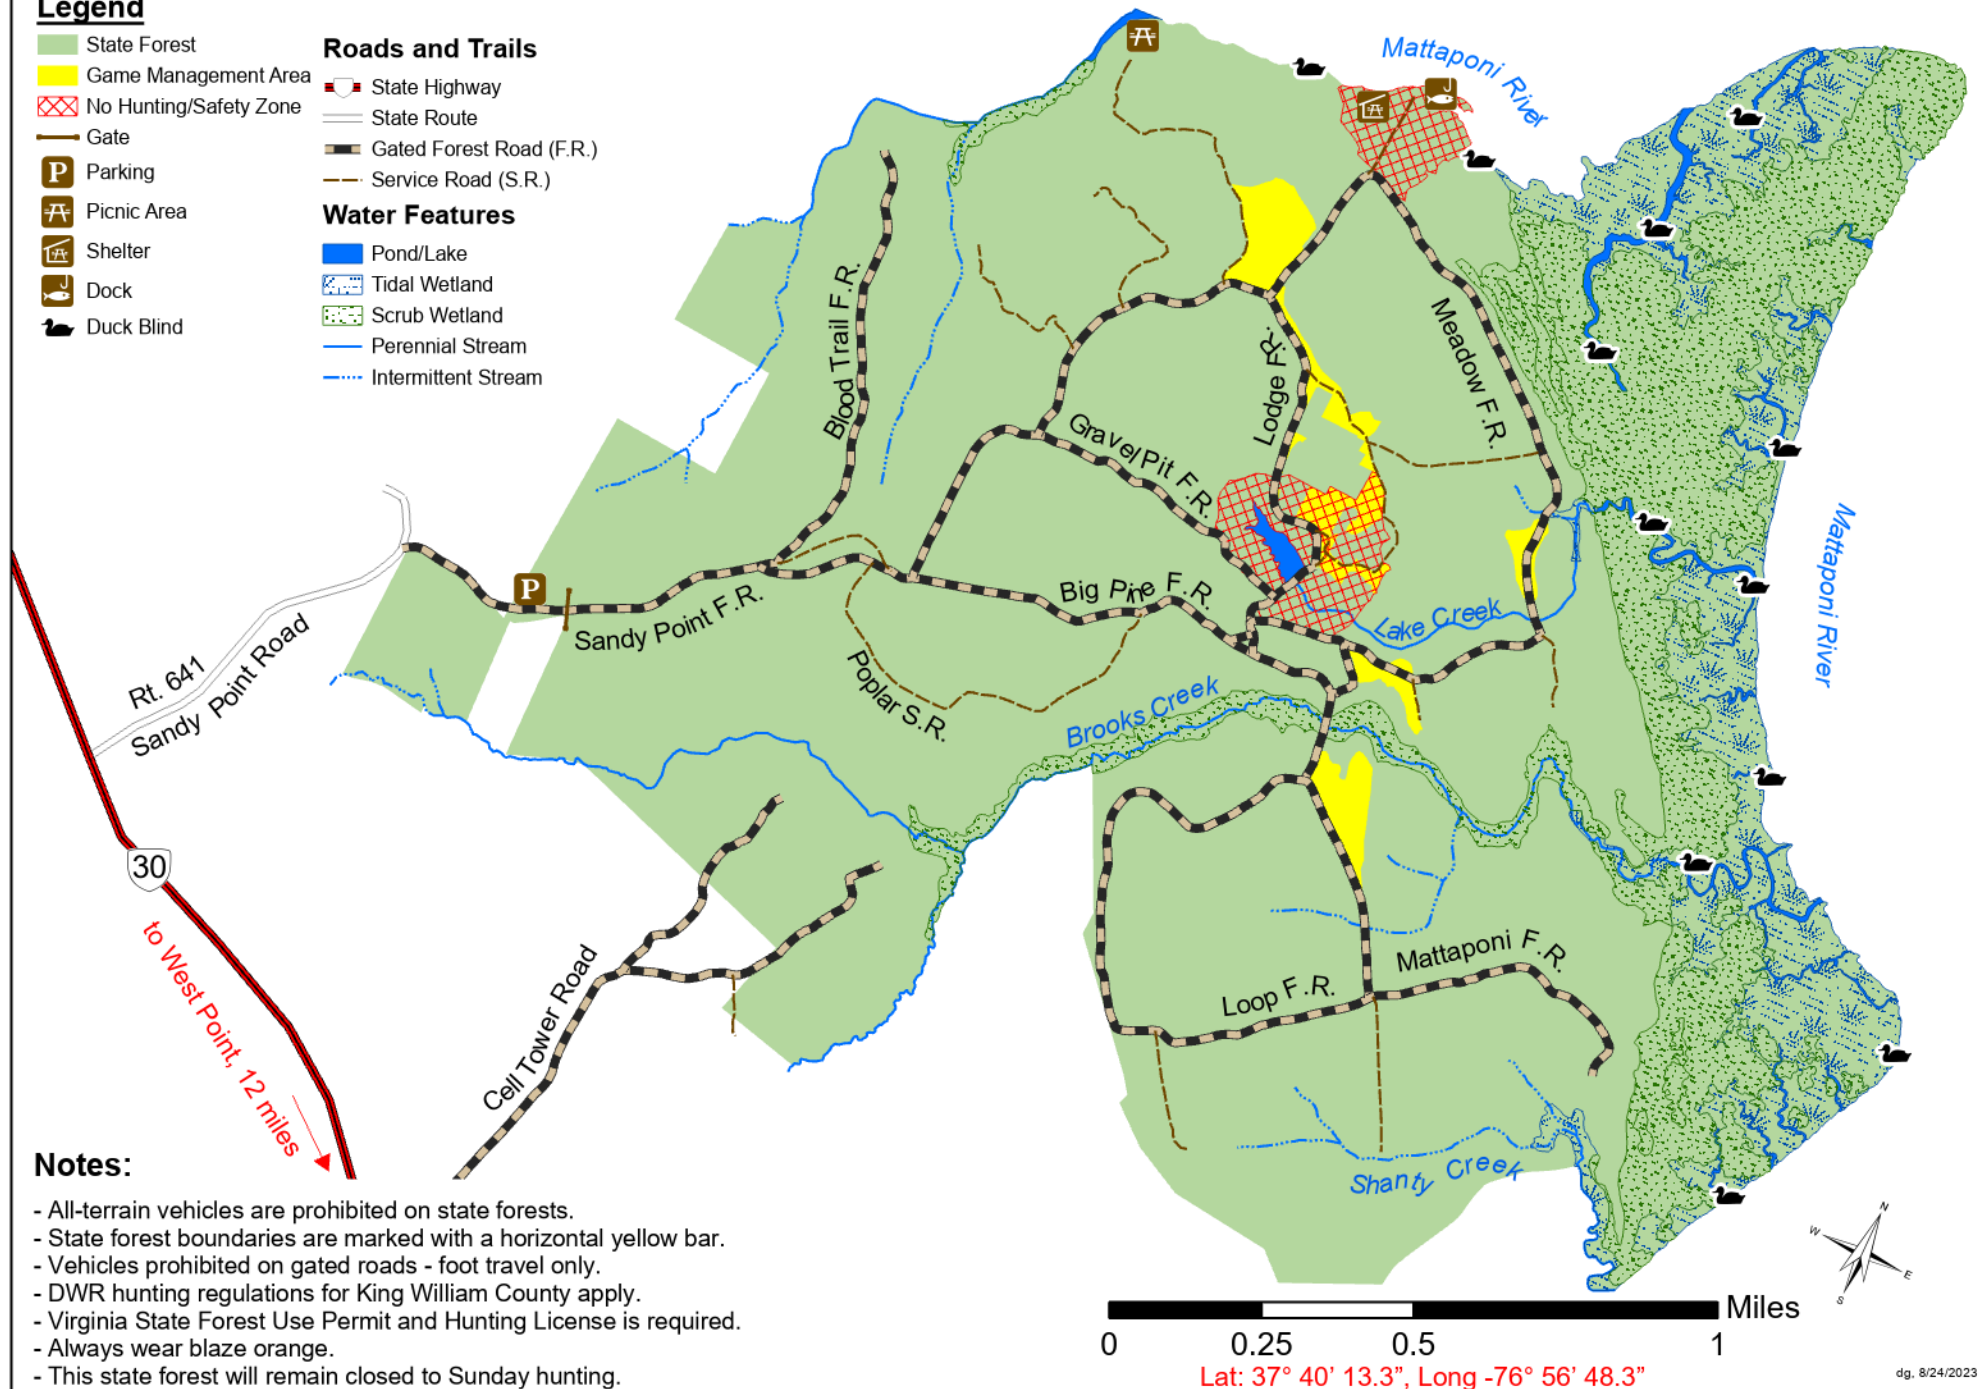 Legend
State Forest
Game Management Area
No Hunting/Safety Zone
Gate
P Parking
Picnic Area
Shelter
Dock
Duck Blind
Roads and Trails
State Highway
State Route
Gated Forest Road (F.R.)
Service Road (S.R.)
Water Features
Pond/Lake
Tidal Wetland
Scrub Wetland
Perennial Stream
Intermittent Stream
Mattaponi River
Blood Trail F.R.
Lodge F.R.
Meadow F.R.
Gravel Pit F.R.
Big Pine F.R.
P
Sandy Point F.R.
Rt. 641
Sandy Point Road
Poplar S.R.
Lake Creek
Brooks Creek
Mattaponi River
30
to West Point, 12 miles
Cell Tower Road
Loop F.R.
Mattaponi F.R.
Shanty Creek
N
W
E
S
Notes:
- All-terrain vehicles are prohibited on state forests.
- State forest boundaries are marked with a horizontal yellow bar.
- Vehicles prohibited on gated roads - foot travel only.
- DWR hunting regulations for King William County apply.
- Virginia State Forest Use Permit and Hunting License is required.
- Always wear blaze orange.
- This state forest will remain closed to Sunday hunting.
Miles
0 0.25 0.5 1
Lat: 37° 40' 13.3”, Long -76° 56' 48.3”
dg, 8/24/2023